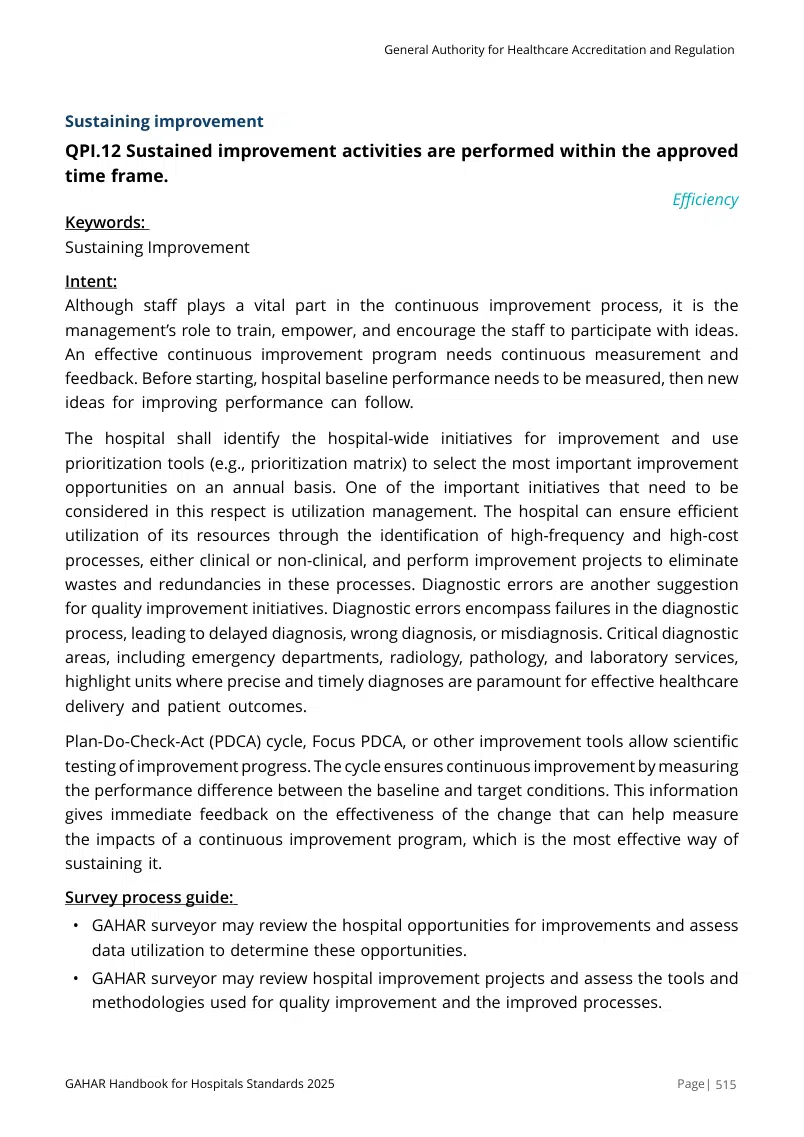 General Authority for Healthcare Accreditation and Regulation
Sustaining improvement
QPI.12 Sustained improvement activities are performed within the approved
time frame.
Efficiency
Keywords:
Sustaining Improvement
Intent:
Although staff plays a vital part in the continuous improvement process, it is the
management’s role to train, empower, and encourage the staff to participate with ideas.
An effective continuous improvement program needs continuous measurement and
feedback. Before starting, hospital baseline performance needs to be measured, then new
ideas for improving performance can follow.
The hospital shall identify the hospital-wide initiatives for improvement and use
prioritization tools (e.g., prioritization matrix) to select the most important improvement
opportunities on an annual basis. One of the important initiatives that need to be
considered in this respect is utilization management. The hospital can ensure efficient
utilization of its resources through the identification of high-frequency and high-cost
processes, either clinical or non-clinical, and perform improvement projects to eliminate
wastes and redundancies in these processes. Diagnostic errors are another suggestion
for quality improvement initiatives. Diagnostic errors encompass failures in the diagnostic
process, leading to delayed diagnosis, wrong diagnosis, or misdiagnosis. Critical diagnostic
areas, including emergency departments, radiology, pathology, and laboratory services,
highlight units where precise and timely diagnoses are paramount for effective healthcare
delivery and patient outcomes.
Plan-Do-Check-Act (PDCA) cycle, Focus PDCA, or other improvement tools allow scientific
testing of improvement progress. The cycle ensures continuous improvement by measuring
the performance difference between the baseline and target conditions. This information
gives immediate feedback on the effectiveness of the change that can help measure
the impacts of a continuous improvement program, which is the most effective way of
sustaining it.
Survey process guide:
• GAHAR surveyor may review the hospital opportunities for improvements and assess
data utilization to determine these opportunities.
• GAHAR surveyor may review hospital improvement projects and assess the tools and
methodologies used for quality improvement and the improved processes.
GAHAR Handbook for Hospitals Standards 2025
Page| 515